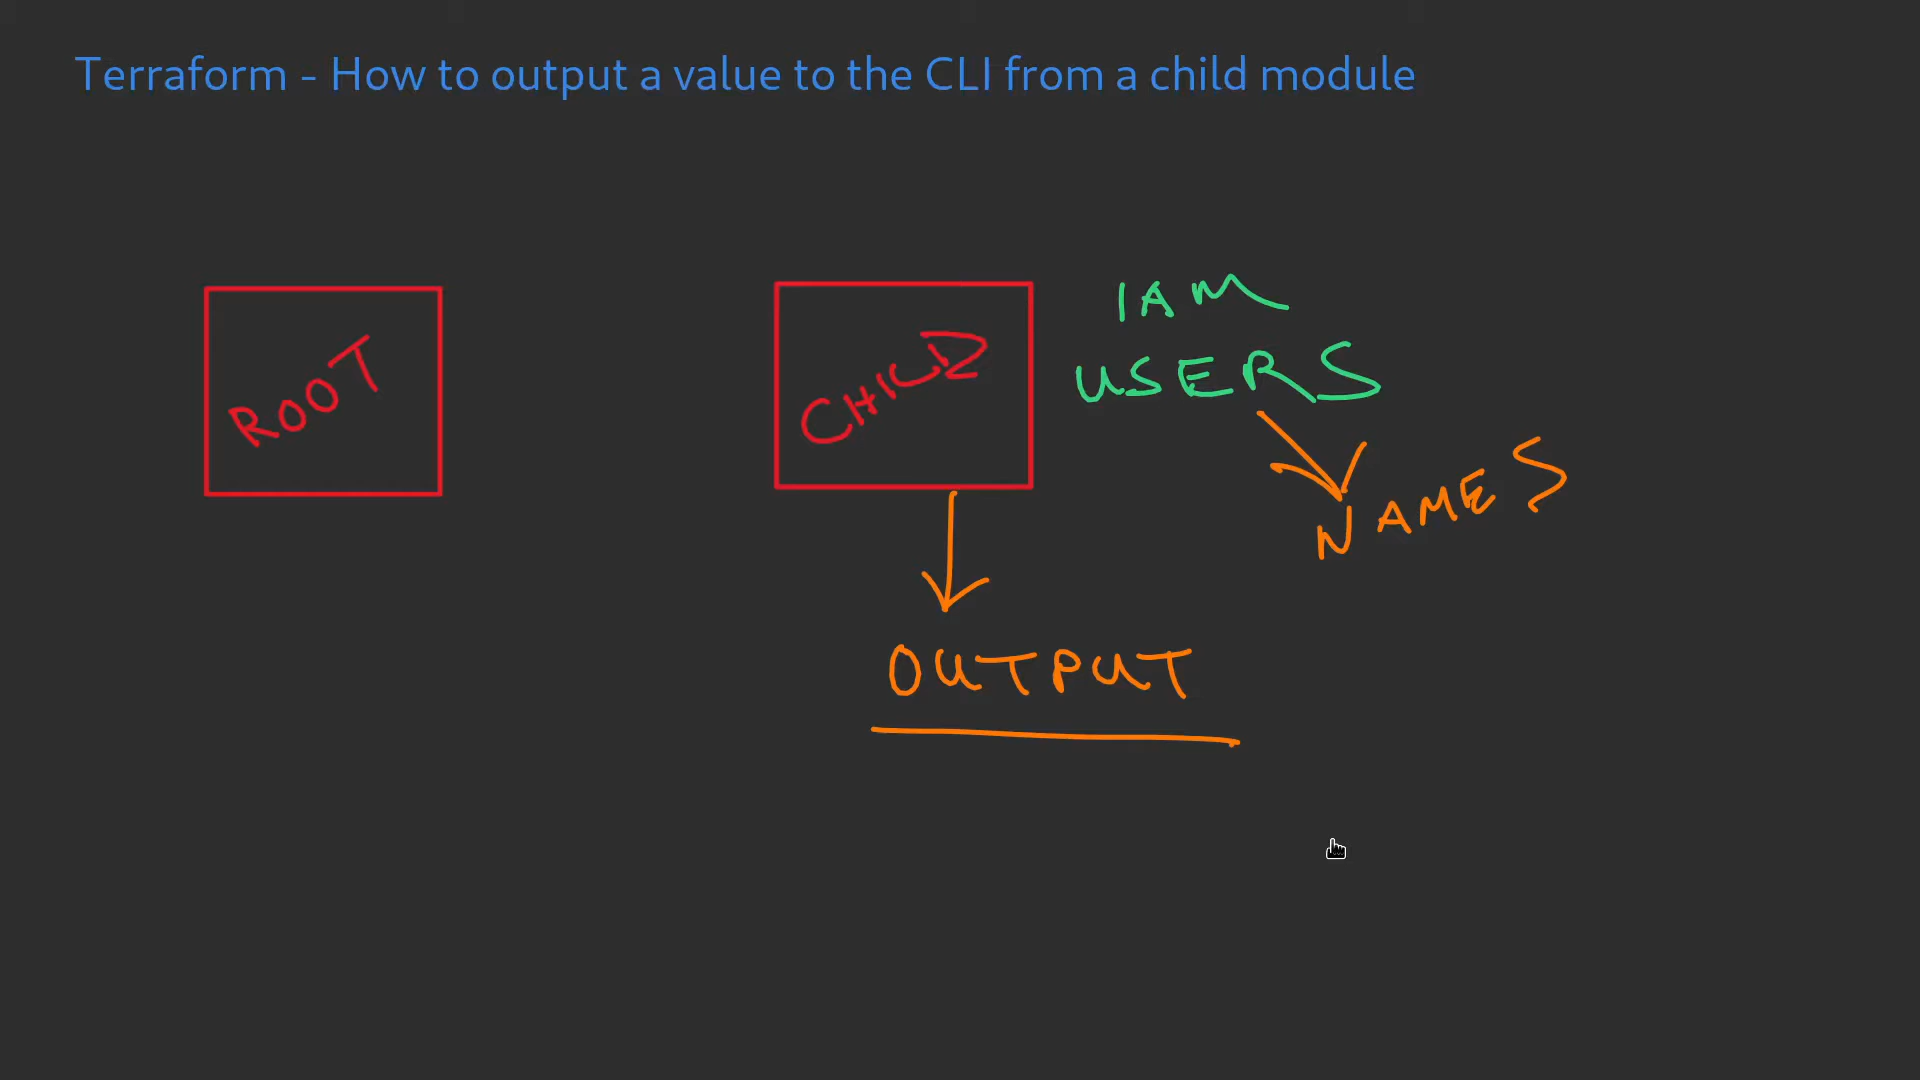 Terraform - How to output a value to the CLI from a child module
ROOT
CHILD
IAM
USERS
NAMES
OUTPUT